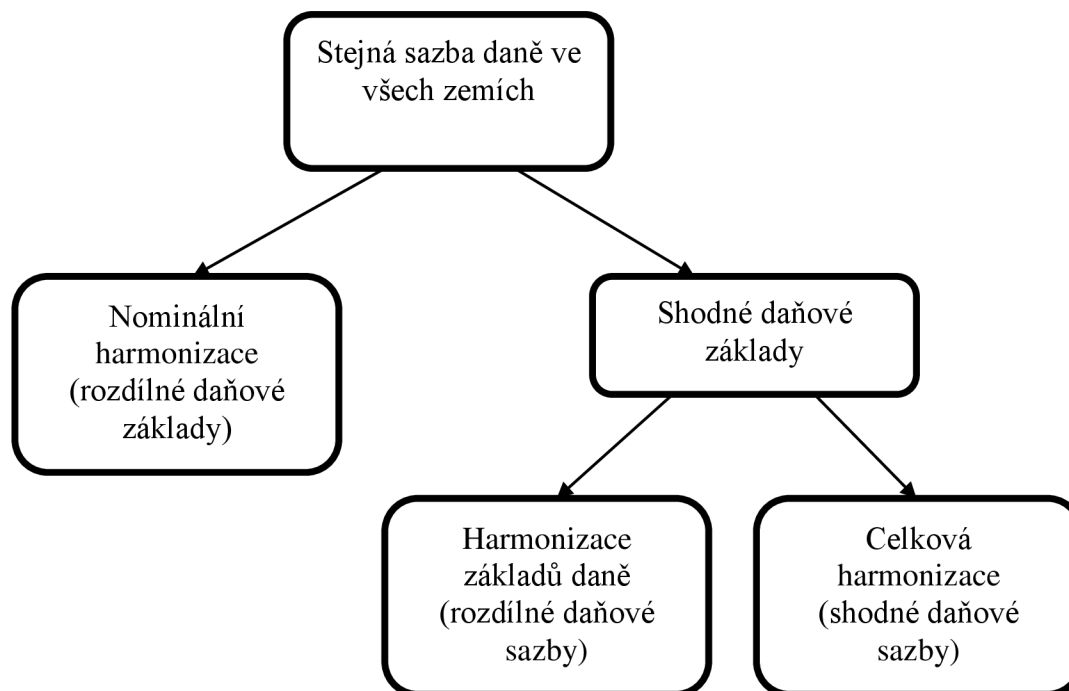 Stejná sazba daně ve
všech zemích
Nominální
harmonizace
(rozdílné daňové
základy)
Shodné daňové
základy
Harmonizace
základů daně
(rozdílné daňové
sazby)
Celková
harmonizace
(shodné daňové
sazby)